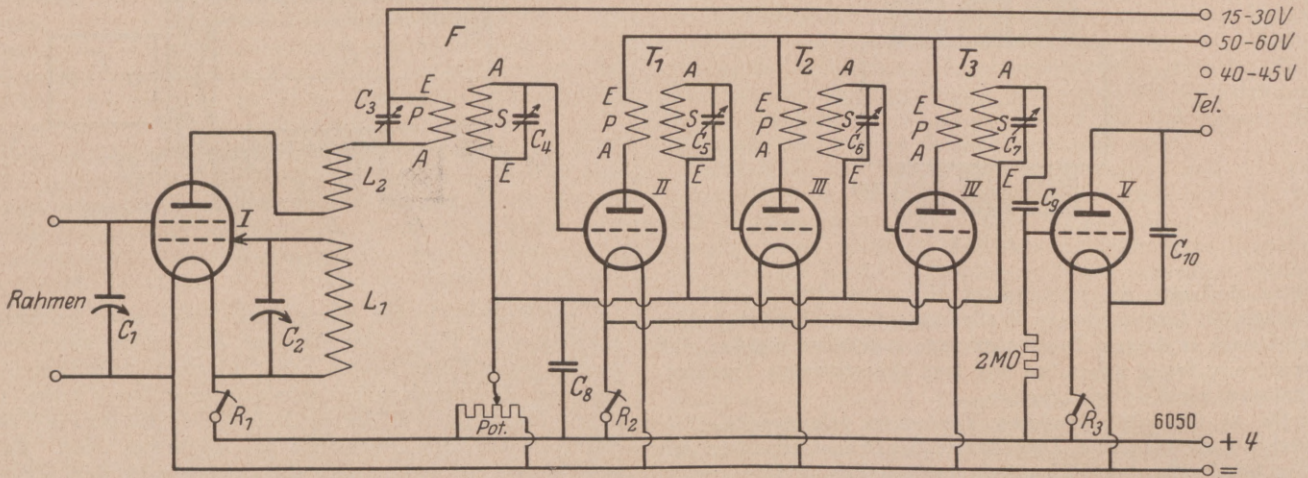 15-30V
50-60V
40-45V
Tel.
F
T₁
T₂
T₃
A
A
A
A
E
E
E
E
C₃
P
S
C₄
P
S
C₅
P
S
C₆
P
S
C₇
A
E
A
E
A
E
A
E
L₂
I
II
III
IV
C₉
V
C₁₀
Rahmen
C₁
C₂
L₁
C₈
2MO
R₁
Pot.
R₂
R₃
6050
+ 4
=